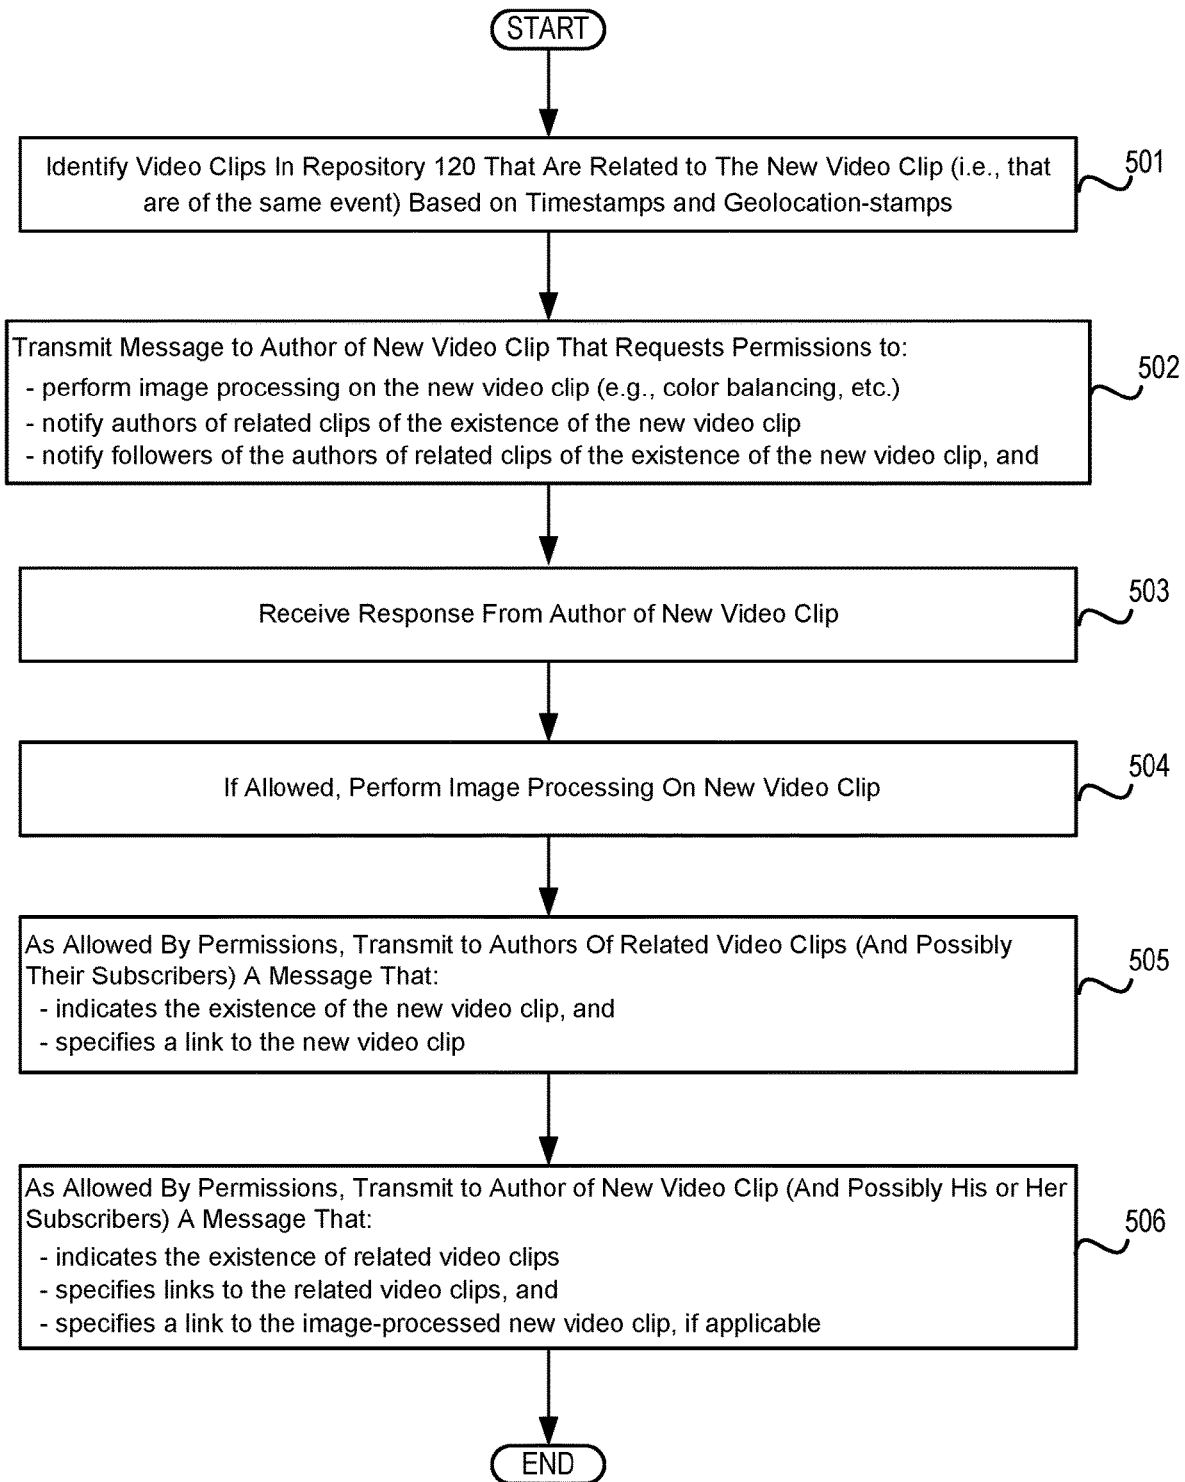 START
Identify Video Clips In Repository 120 That Are Related to The New Video Clip (i.e., that
are of the same event) Based on Timestamps and Geolocation-stamps
501
Transmit Message to Author of New Video Clip That Requests Permissions to:
- perform image processing on the new video clip (e.g., color balancing, etc.)
- notify authors of related clips of the existence of the new video clip
- notify followers of the authors of related clips of the existence of the new video clip, and
502
Receive Response From Author of New Video Clip
503
If Allowed, Perform Image Processing On New Video Clip
504
As Allowed By Permissions, Transmit to Authors Of Related Video Clips (And Possibly
Their Subscribers) A Message That:
- indicates the existence of the new video clip, and
- specifies a link to the new video clip
505
As Allowed By Permissions, Transmit to Author of New Video Clip (And Possibly His or Her
Subscribers) A Message That:
- indicates the existence of related video clips
- specifies links to the related video clips, and
- specifies a link to the image-processed new video clip, if applicable
506
END